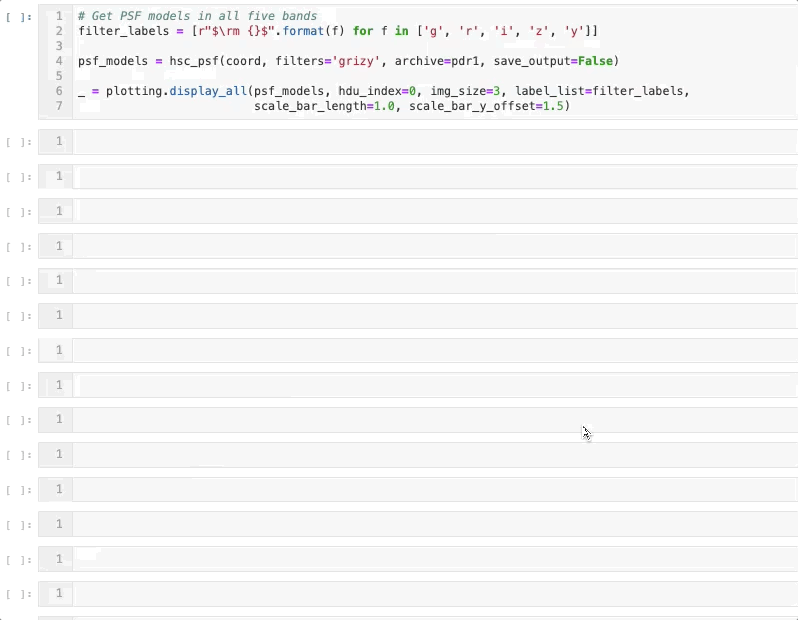 [ ]: 1 # Get PSF models in all five bands
2 filter_labels = [r"$\rm {}$".format(f) for f in ['g', 'r', 'i', 'z', 'y']]
3
4 psf_models = hsc_psf(coord, filters='grizy', archive=pdr1, save_output=False)
5
6 _ = plotting.display_all(psf_models, hdu_index=0, img_size=3, label_list=filter_labels,
7 scale_bar_length=1.0, scale_bar_y_offset=1.5)
[ ]: 1
[ ]: 1
[ ]: 1
[ ]: 1
[ ]: 1
[ ]: 1
[ ]: 1
[ ]: 1
[ ]: 1
[ ]: 1
[ ]: 1
[ ]: 1
[ ]: 1
[ ]: 1